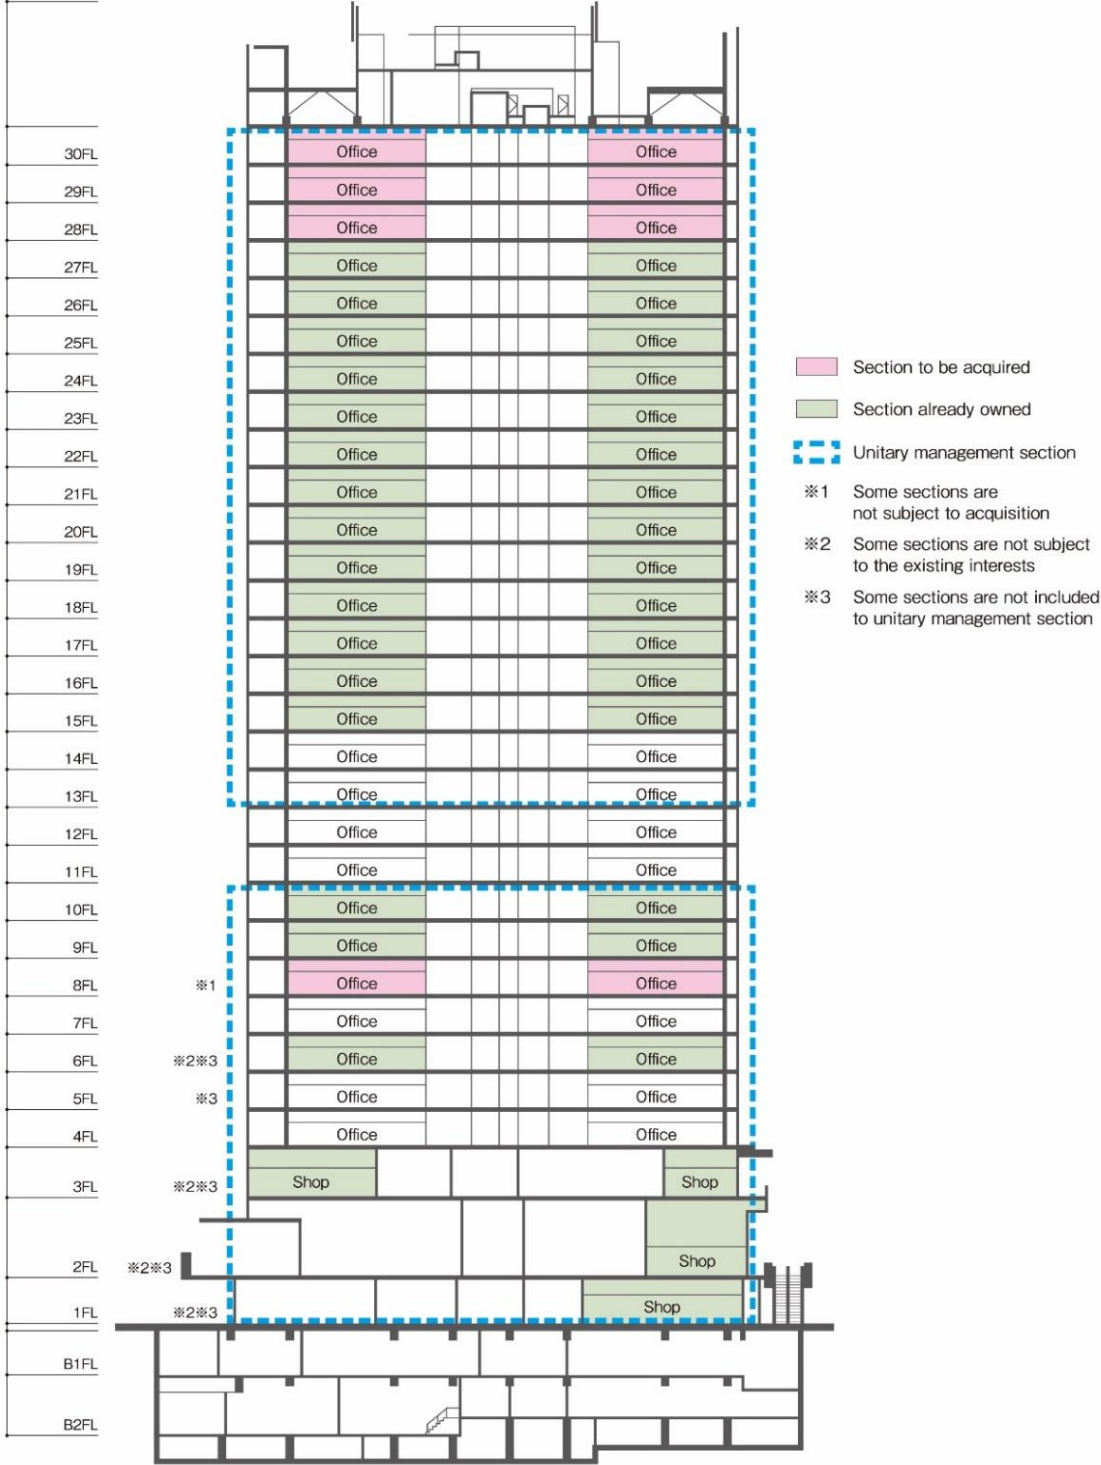 30FL Office Office
29FL Office Office
28FL Office Office
27FL Office Office
26FL Office Office
25FL Office Office
24FL Office Office
23FL Office Office
22FL Office Office
21FL Office Office
20FL Office Office
19FL Office Office
18FL Office Office
17FL Office Office
16FL Office Office
15FL Office Office
14FL Office Office
13FL Office Office
12FL Office Office
11FL Office Office
10FL Office Office
9FL Office Office
8FL ※1 Office Office
7FL Office Office
6FL ※2※3 Office Office
5FL ※3 Office Office
4FL Office Office
3FL ※2※3 Shop Shop
2FL ※2※3 Shop
1FL ※2※3 Shop
B1FL
B2FL
Section to be acquired
Section already owned
Unitary management section
※1 Some sections are
not subject to acquisition
※2 Some sections are not subject
to the existing interests
※3 Some sections are not included
to unitary management section